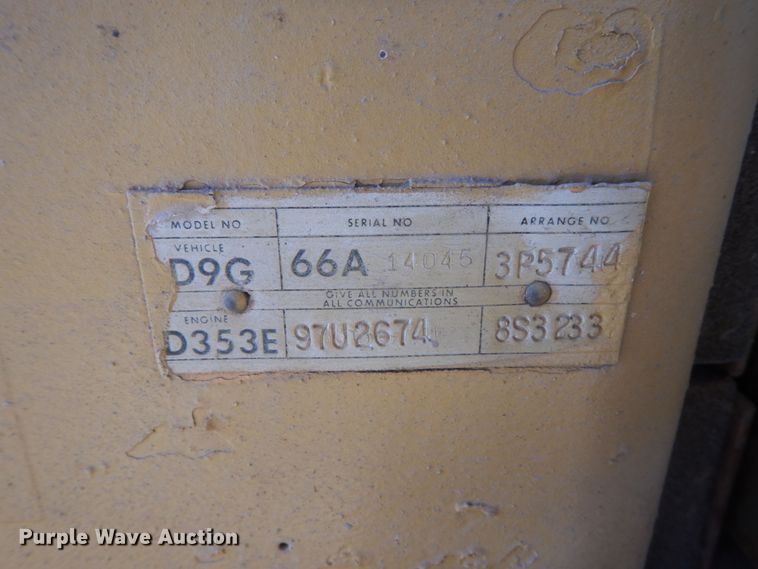 MODEL NO SERIAL NO ARRANGE NO
VEHICLE
D9G 66A 14045 3P5744
GIVE ALL NUMBERS IN
ALL COMMUNICATIONS
ENGINE
D353E 97U2674 8S3233
Purple Wave Auction